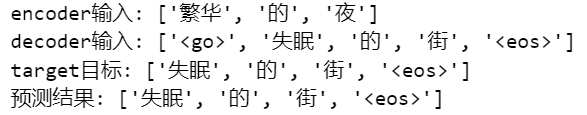 encoder输入: ['繁华', '的', '夜']
decoder输入: ['<go>', '失眠', '的', '街', '<eos>']
target目标: ['失眠', '的', '街', '<eos>']
预测结果: ['失眠', '的', '街', '<eos>']